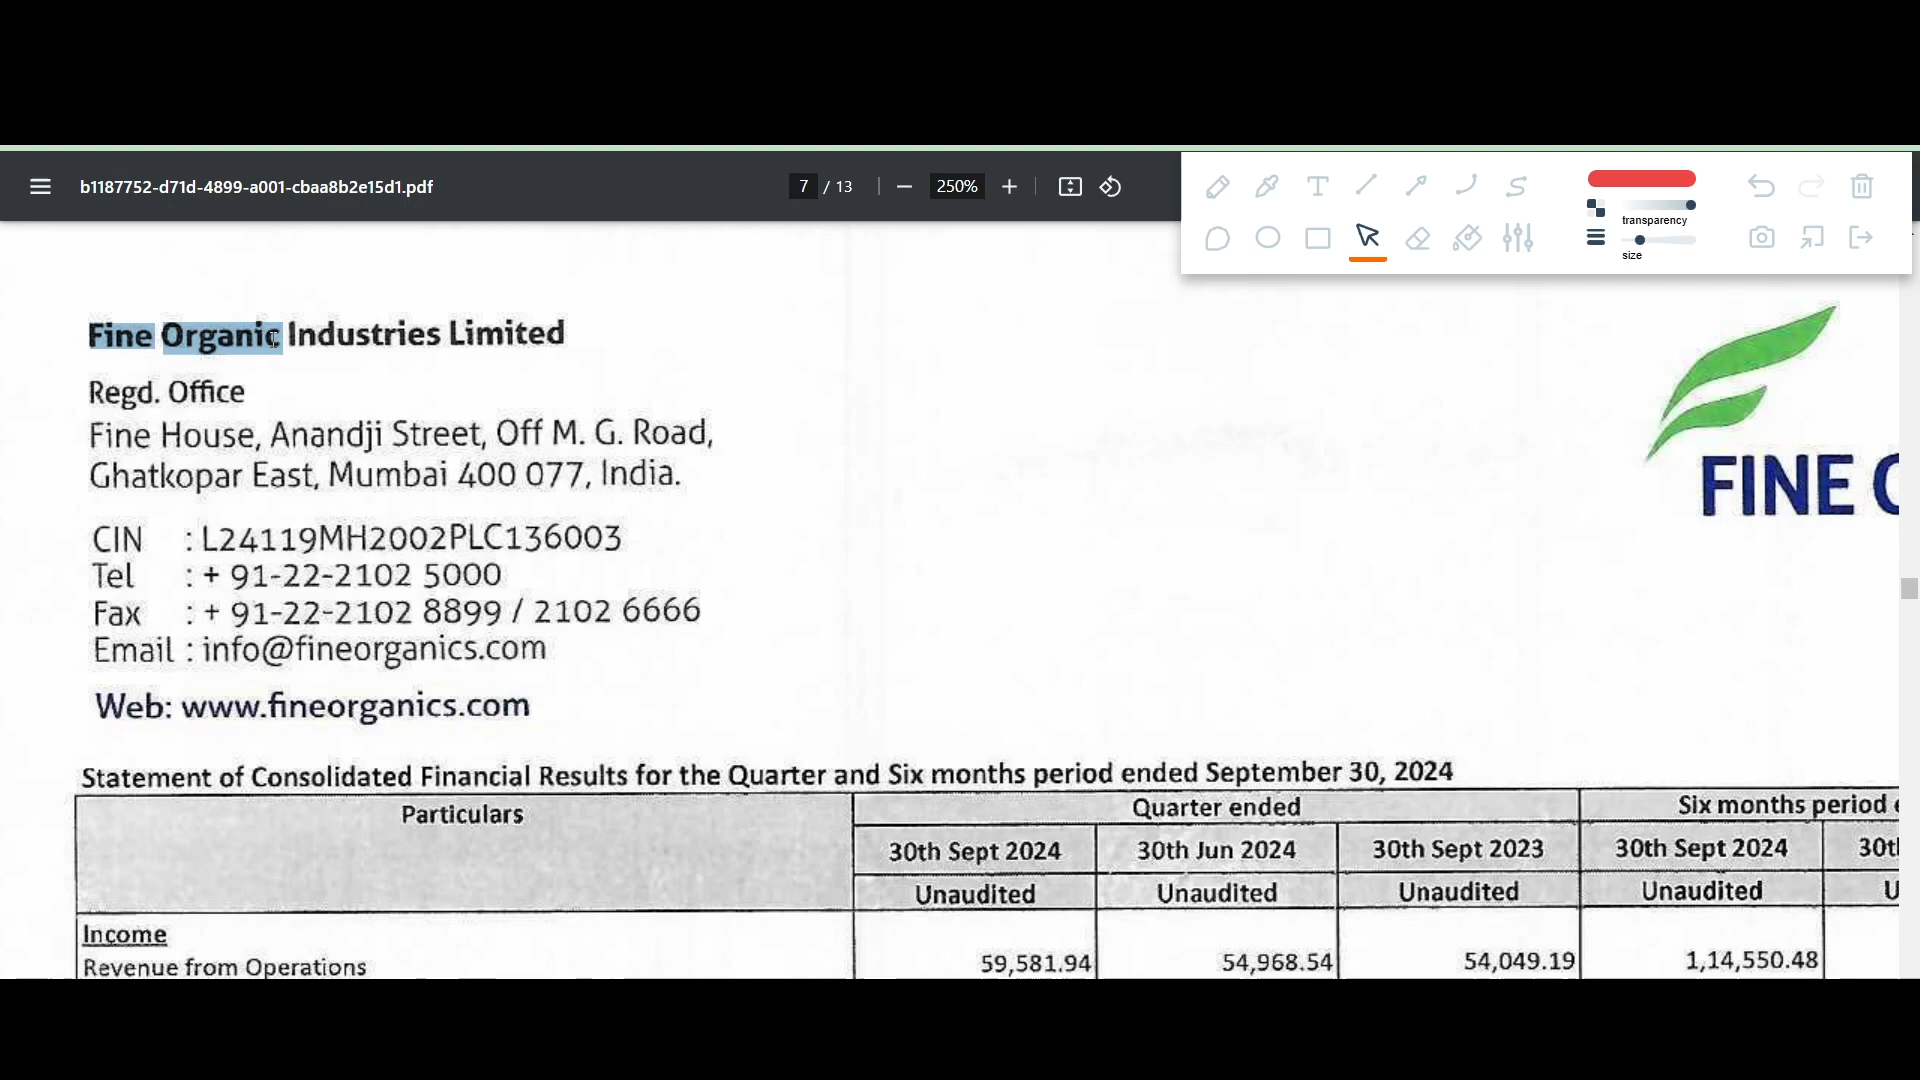 b1187752-d71d-4899-a001-cbaa8b2e15d1.pdf
7 / 13
250%
T
transparency
size
Fine Organic Industries Limited
Regd. Office
Fine House, Anandji Street, Off M. G. Road,
Ghatkopar East, Mumbai 400 077, India.
CIN : L24119MH2002PLC136003
Tel : + 91-22-2102 5000
Fax : + 91-22-2102 8899 / 2102 6666
Email : info@fineorganics.com
Web: www.fineorganics.com
FINE
Statement of Consolidated Financial Results for the Quarter and Six months period ended September 30, 2024
Particulars Quarter ended Six months period
30th Sept 2024 30th Jun 2024 30th Sept 2023 30th Sept 2024
Unaudited Unaudited Unaudited Unaudited
Income
Revenue from Operations 59,581.94 54,968.54 54,049.19 1,14,550.48